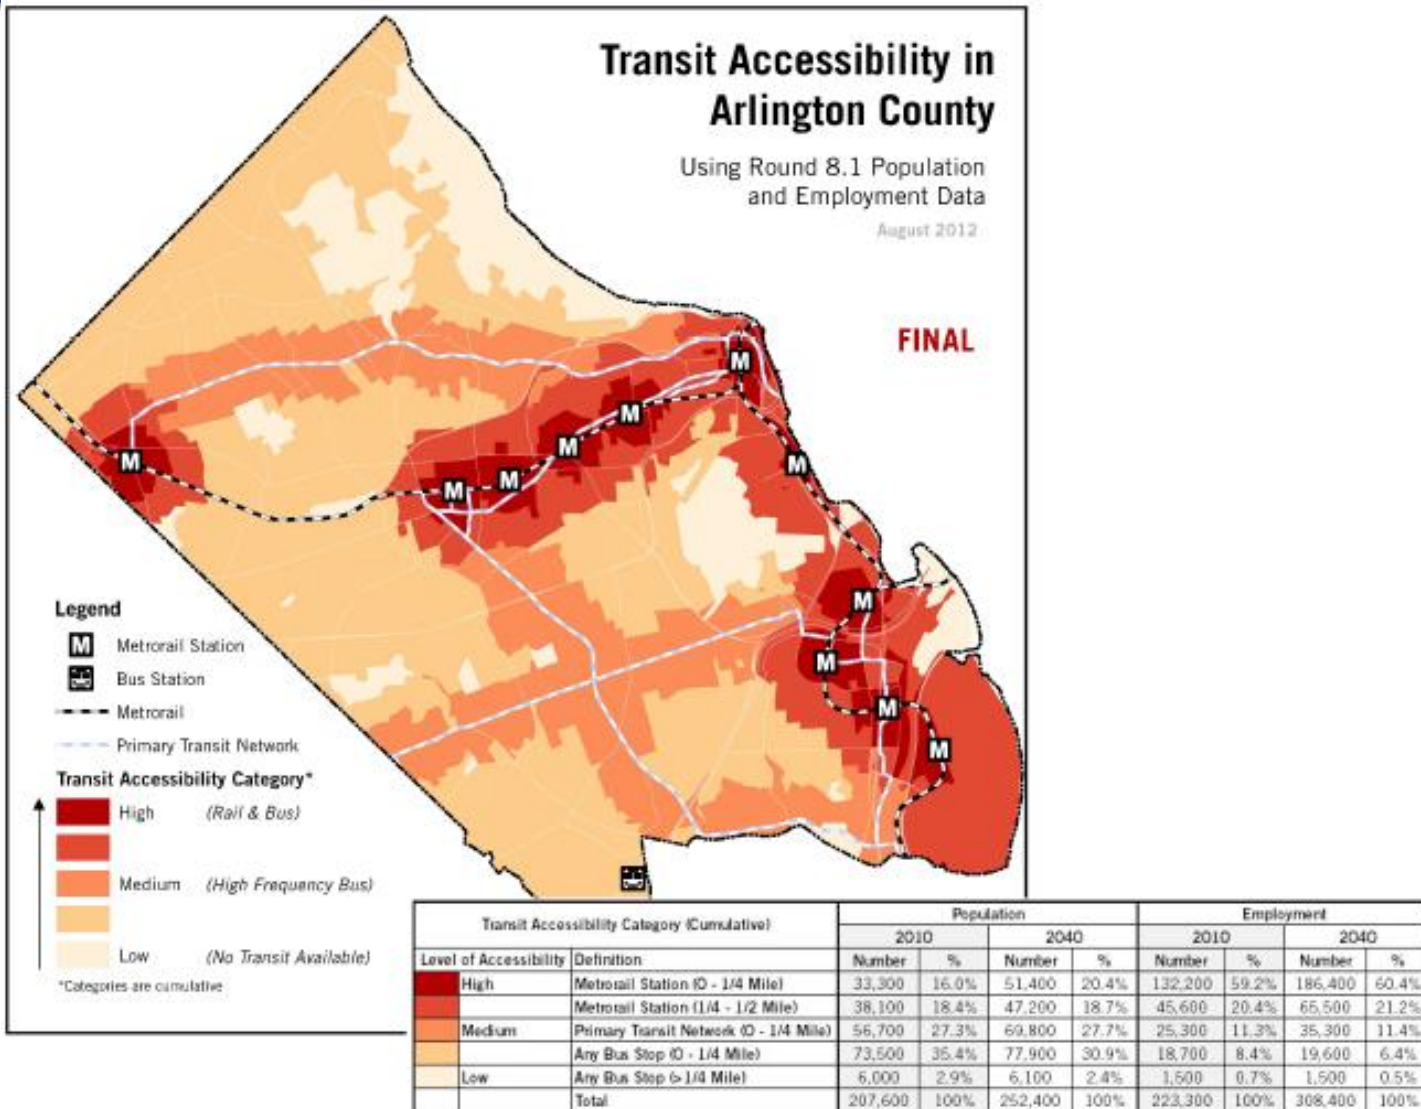 Transit Accessibility in
Arlington County
Using Round 8.1 Population
and Employment Data
August 2012
FINAL
M
M
M
M
M
M
M
M
M
M
M
Legend
M Metrorail Station
Bus Station
Metrorail
Primary Transit Network
Transit Accessibility Category*
High (Rail & Bus)
Medium (High Frequency Bus)
Low (No Transit Available)
*Categories are cumulative
Transit Accessibility Category (Cumulative) Population Employment
2010 2040 2010 2040
Level of Accessibility Definition Number % Number % Number % Number %
High Metrorail Station (0 - 1/4 Mile) 33,300 16.0% 51,400 20.4% 132,200 59.2% 186,400 60.4%
Metrorail Station (1/4 - 1/2 Mile) 38,100 18.4% 47,200 18.7% 45,600 20.4% 65,500 21.2%
Medium Primary Transit Network (0 - 1/4 Mile) 56,700 27.3% 69,800 27.7% 25,300 11.3% 35,300 11.4%
Any Bus Stop (0 - 1/4 Mile) 73,500 35.4% 77,900 30.9% 18,700 8.4% 19,600 6.4%
Low Any Bus Stop (> 1/4 Mile) 6,000 2.9% 6,100 2.4% 1,500 0.7% 1,500 0.5%
Total 207,600 100% 252,400 100% 223,300 100% 308,400 100%